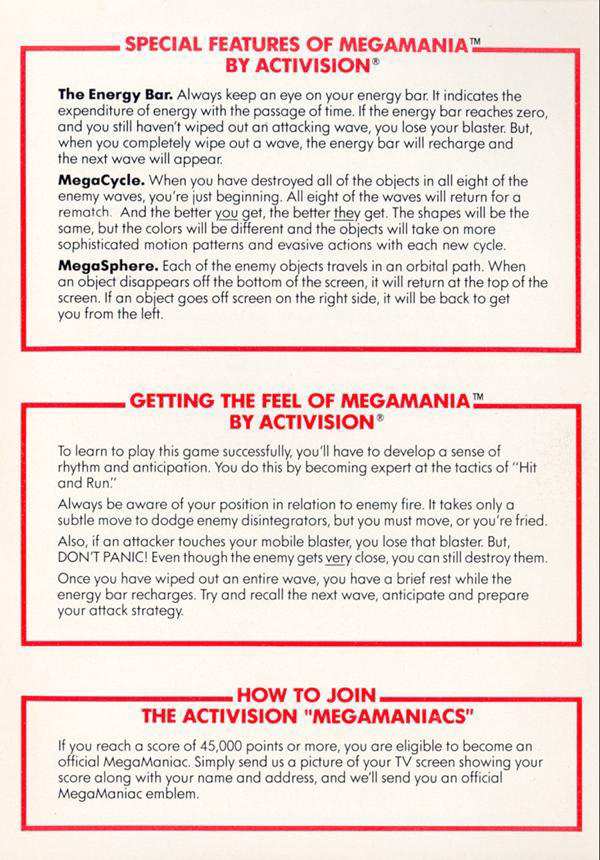 SPECIAL FEATURES OF MEGAMANIA™
BY ACTIVISION®
The Energy Bar. Always keep an eye on your energy bar. It indicates the
expenditure of energy with the passage of time. If the energy bar reaches zero,
and you still haven't wiped out an attacking wave, you lose your blaster. But,
when you completely wipe out a wave, the energy bar will recharge and
the next wave will appear.
MegaCycle. When you have destroyed all of the objects in all eight of the
enemy waves, you're just beginning. All eight of the waves will return for a
rematch. And the better you get, the better they get. The shapes will be the
same, but the colors will be different and the objects will take on more
sophisticated motion patterns and evasive actions with each new cycle.
MegaSphere. Each of the enemy objects travels in an orbital path. When
an object disappears off the bottom of the screen, it will return at the top of the
screen. If an object goes off screen on the right side, it will be back to get
you from the left.
GETTING THE FEEL OF MEGAMANIA™
BY ACTIVISION®
To learn to play this game successfully, you'll have to develop a sense of
rhythm and anticipation. You do this by becoming expert at the tactics of "Hit
and Run."
Always be aware of your position in relation to enemy fire. It takes only a
subtle move to dodge enemy disintegrators, but you must move, or you're fried.
Also, if an attacker touches your mobile blaster, you lose that blaster. But,
DON'T PANIC! Even though the enemy gets very close, you can still destroy them.
Once you have wiped out an entire wave, you have a brief rest while the
energy bar recharges. Try and recall the next wave, anticipate and prepare
your attack strategy.
HOW TO JOIN
THE ACTIVISION "MEGAMANIACS"
If you reach a score of 45,000 points or more, you are eligible to become an
official MegaManiac. Simply send us a picture of your TV screen showing your
score along with your name and address, and we'll send you an official
MegaManiac emblem.